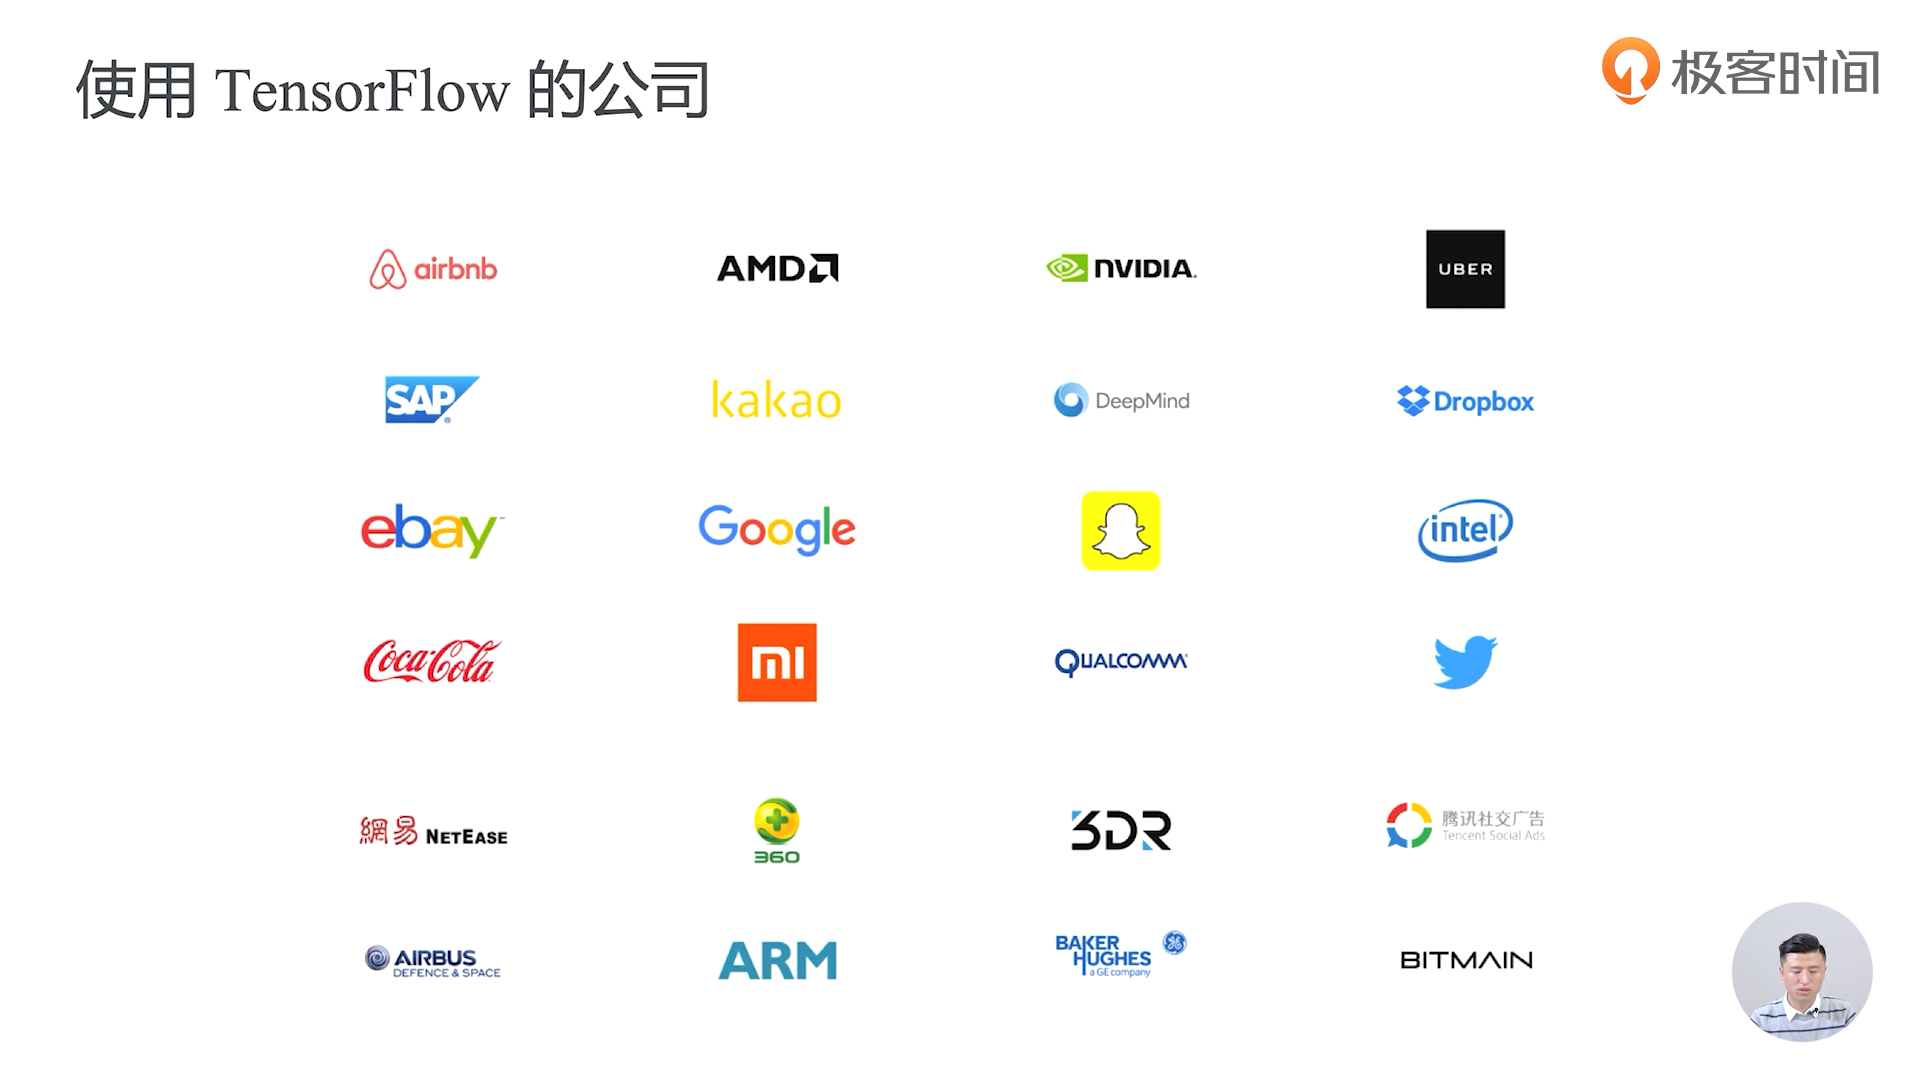 使用 TensorFlow 的公司
极客时间
airbnb
AMD
NVIDIA.
UBER
SAP
kakao
DeepMind
Dropbox
ebay
Google
intel
Coca-Cola
mi
QUALCOMM
網易 NETEASE
360
3DR
腾讯社交广告
Tencent Social Ads
AIRBUS
DEFENCE & SPACE
ARM
BAKER
HUGHES
a GE company
BITMAIN